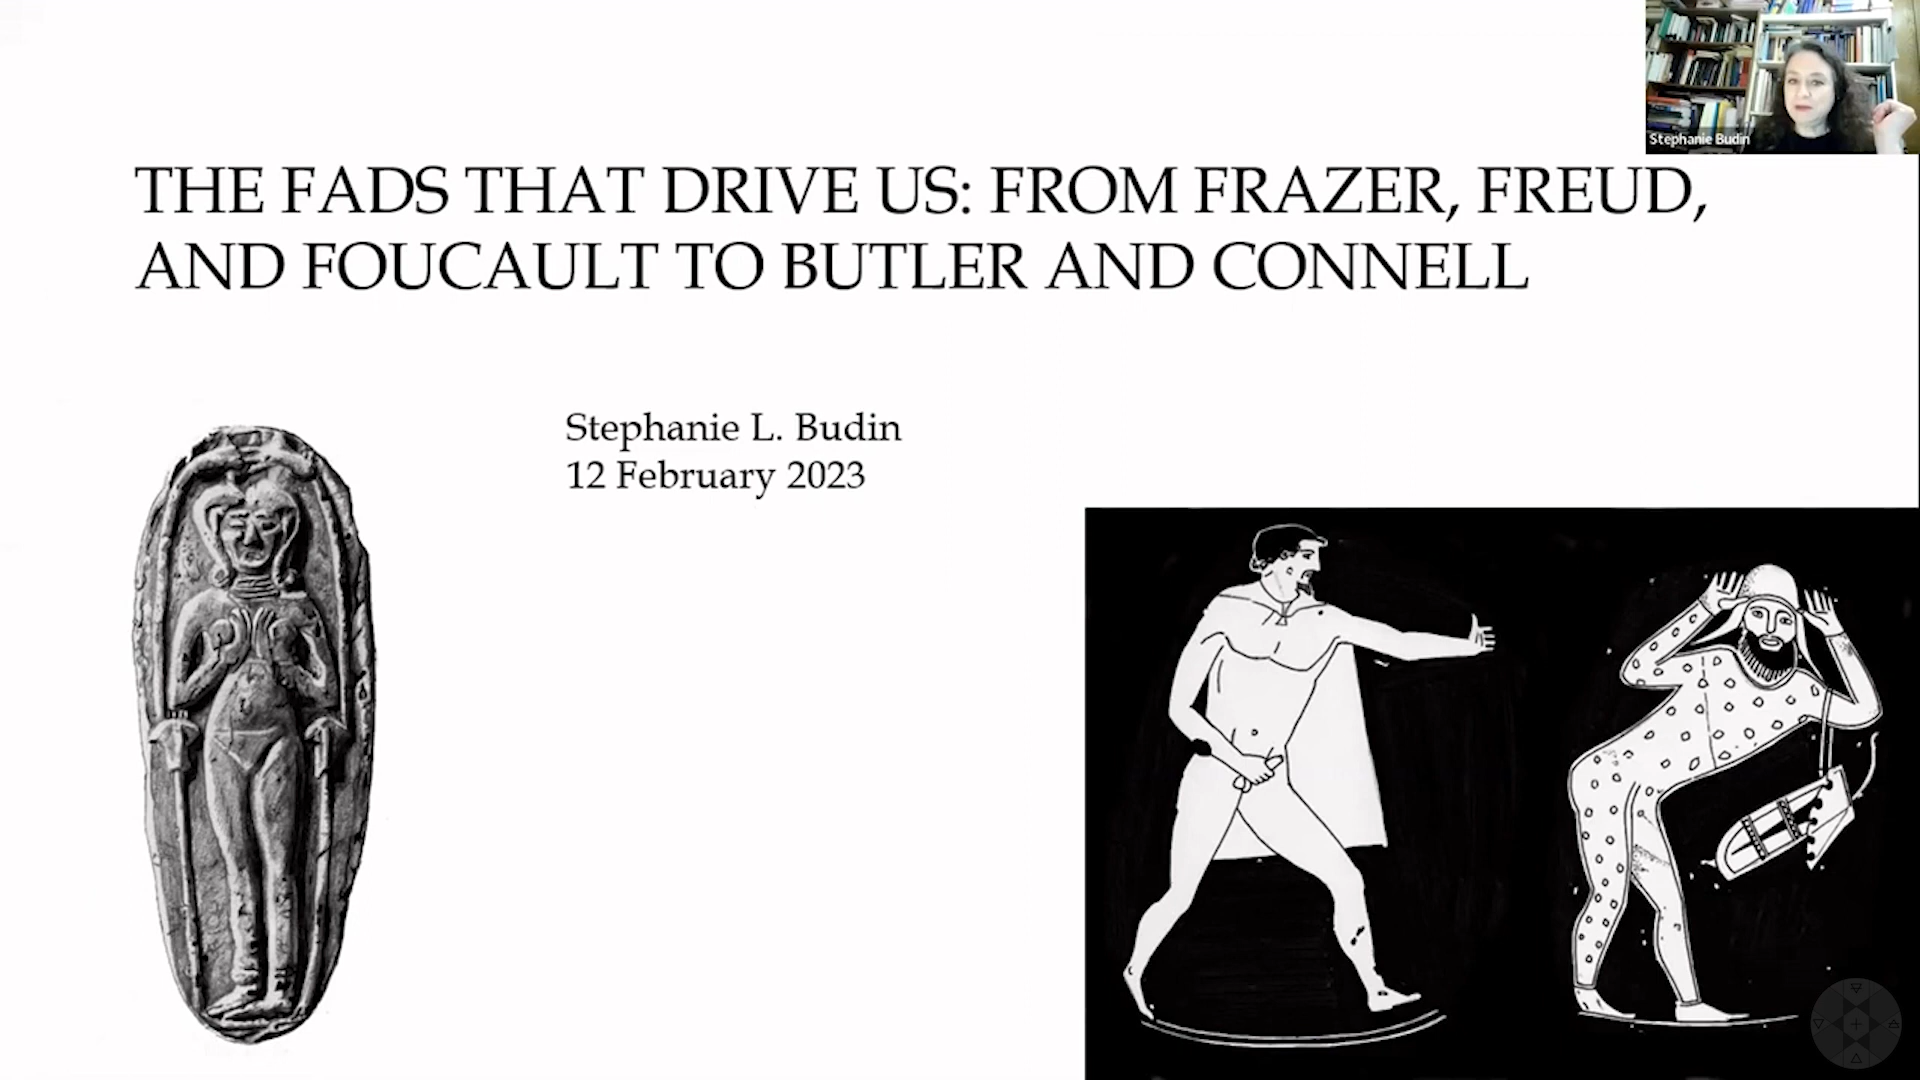 Stephanie Budin
THE FADS THAT DRIVE US: FROM FRAZER, FREUD,
AND FOUCAULT TO BUTLER AND CONNELL
Stephanie L. Budin
12 February 2023